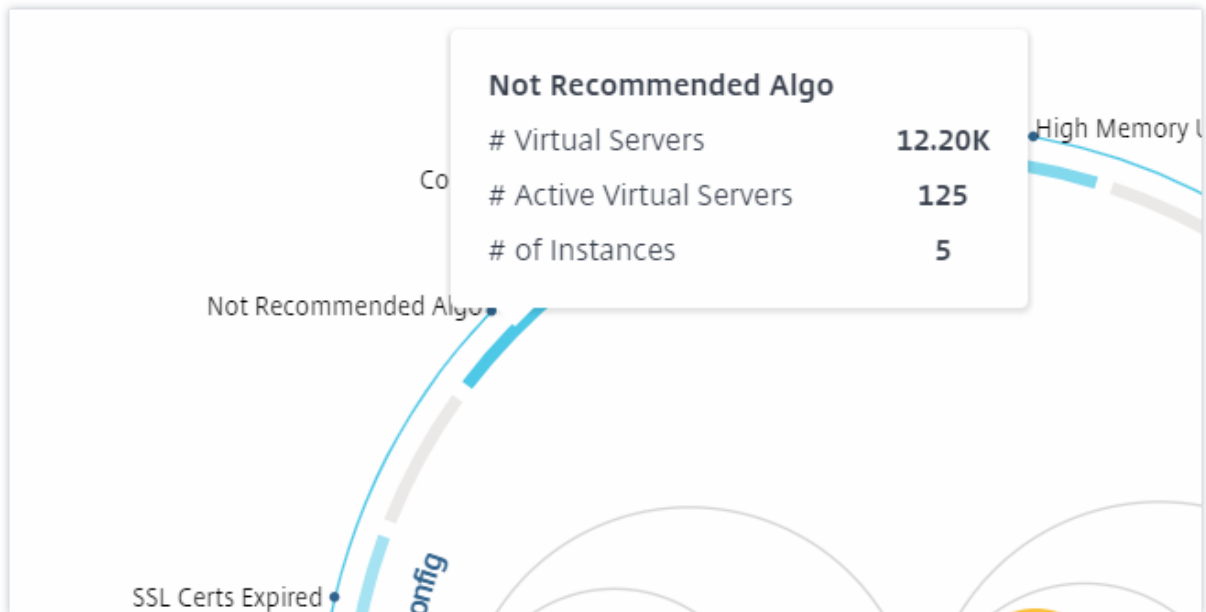 Not Recommended Algo
# Virtual Servers 12.20K
# Active Virtual Servers 125
# of Instances 5
High Memory
Co
Not Recommended Algo
SSL Certs Expired
onfig